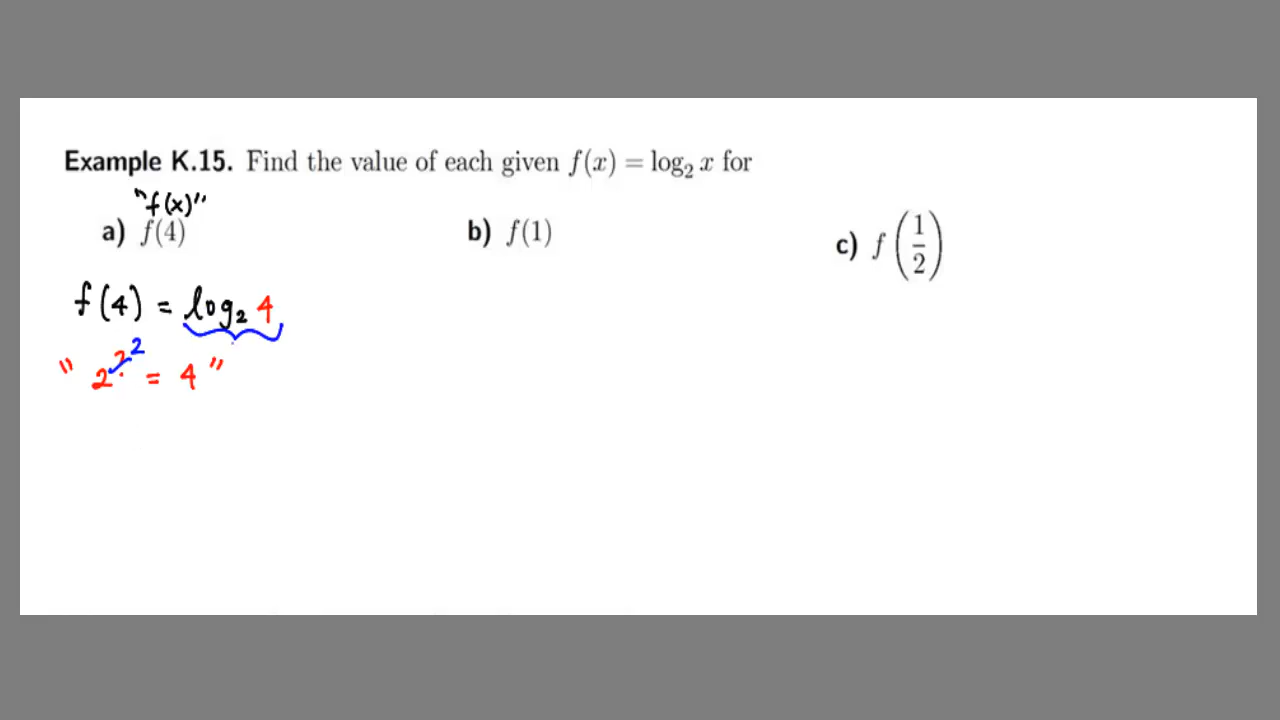 Example K.15. Find the value of each given f(x) = log₂ x for
"f(x)"
a) f(4) b) f(1) c) f(1/2)
f(4) = log₂ 4
" 2^? 2 = 4 "